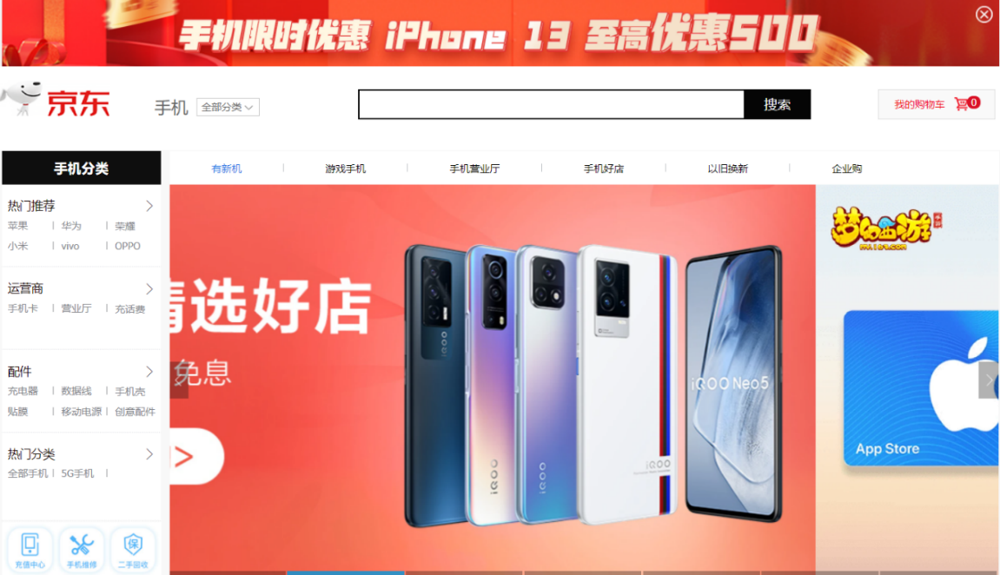 手机限时优惠 iPhone 13 至高优惠500
京东
手机
全部分类
搜索
我的购物车 0
手机分类
有新机 游戏手机 手机营业厅 手机好店 以旧换新 企业购
热门推荐
苹果 华为 荣耀
小米 vivo OPPO
运营商
手机卡 营业厅 充话费
配件
充电器 数据线 手机壳
贴膜 移动电源 创意配件
热门分类
全部手机 5G手机
充值中心 手机维修 保 二手回收
精选好店
免息
iQOO
iQOO
iQOO
iQOO
iQOO Neo5
梦幻西游
手游
App Store